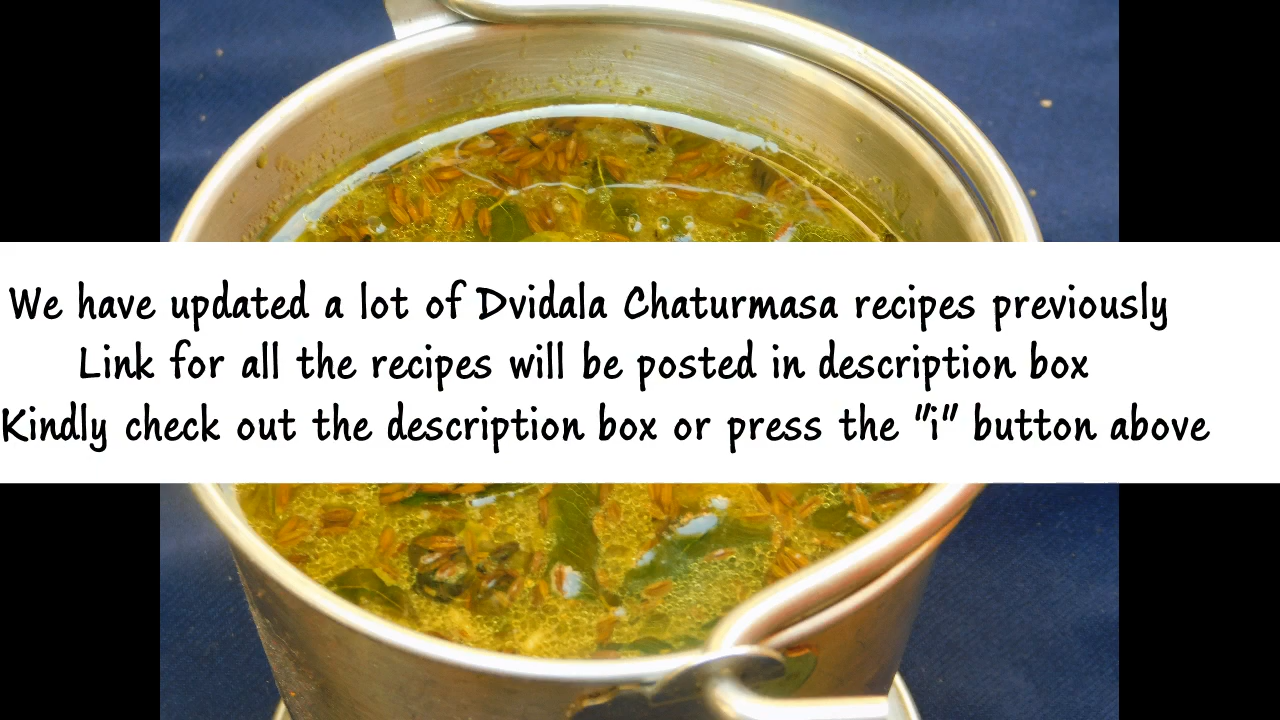 We have updated a lot of Dvidala Chaturmasa recipes previously
Link for all the recipes will be posted in description box
Kindly check out the description box or press the "i" button above